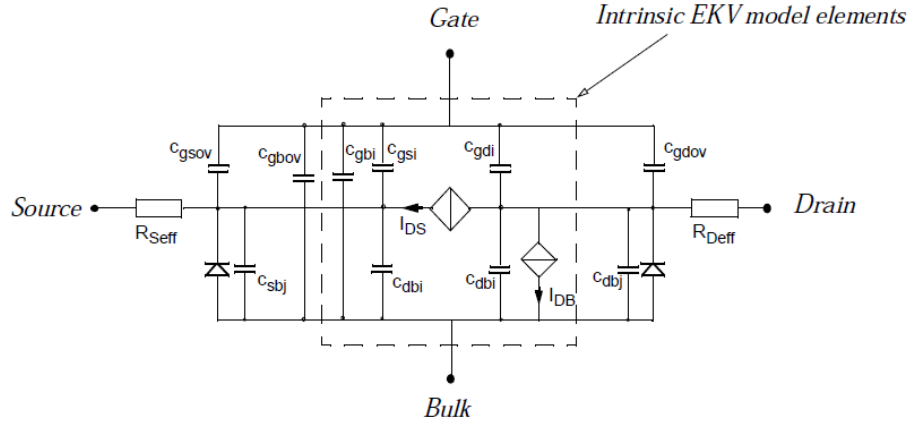 Intrinsic EKV model elements
Gate
cgsov
cgbov
cgbi
cgsi
cgdi
cgdov
Source
RSeff
IDS
RDeff
Drain
csbj
cdbi
cdbi
IDB
cdbj
Bulk